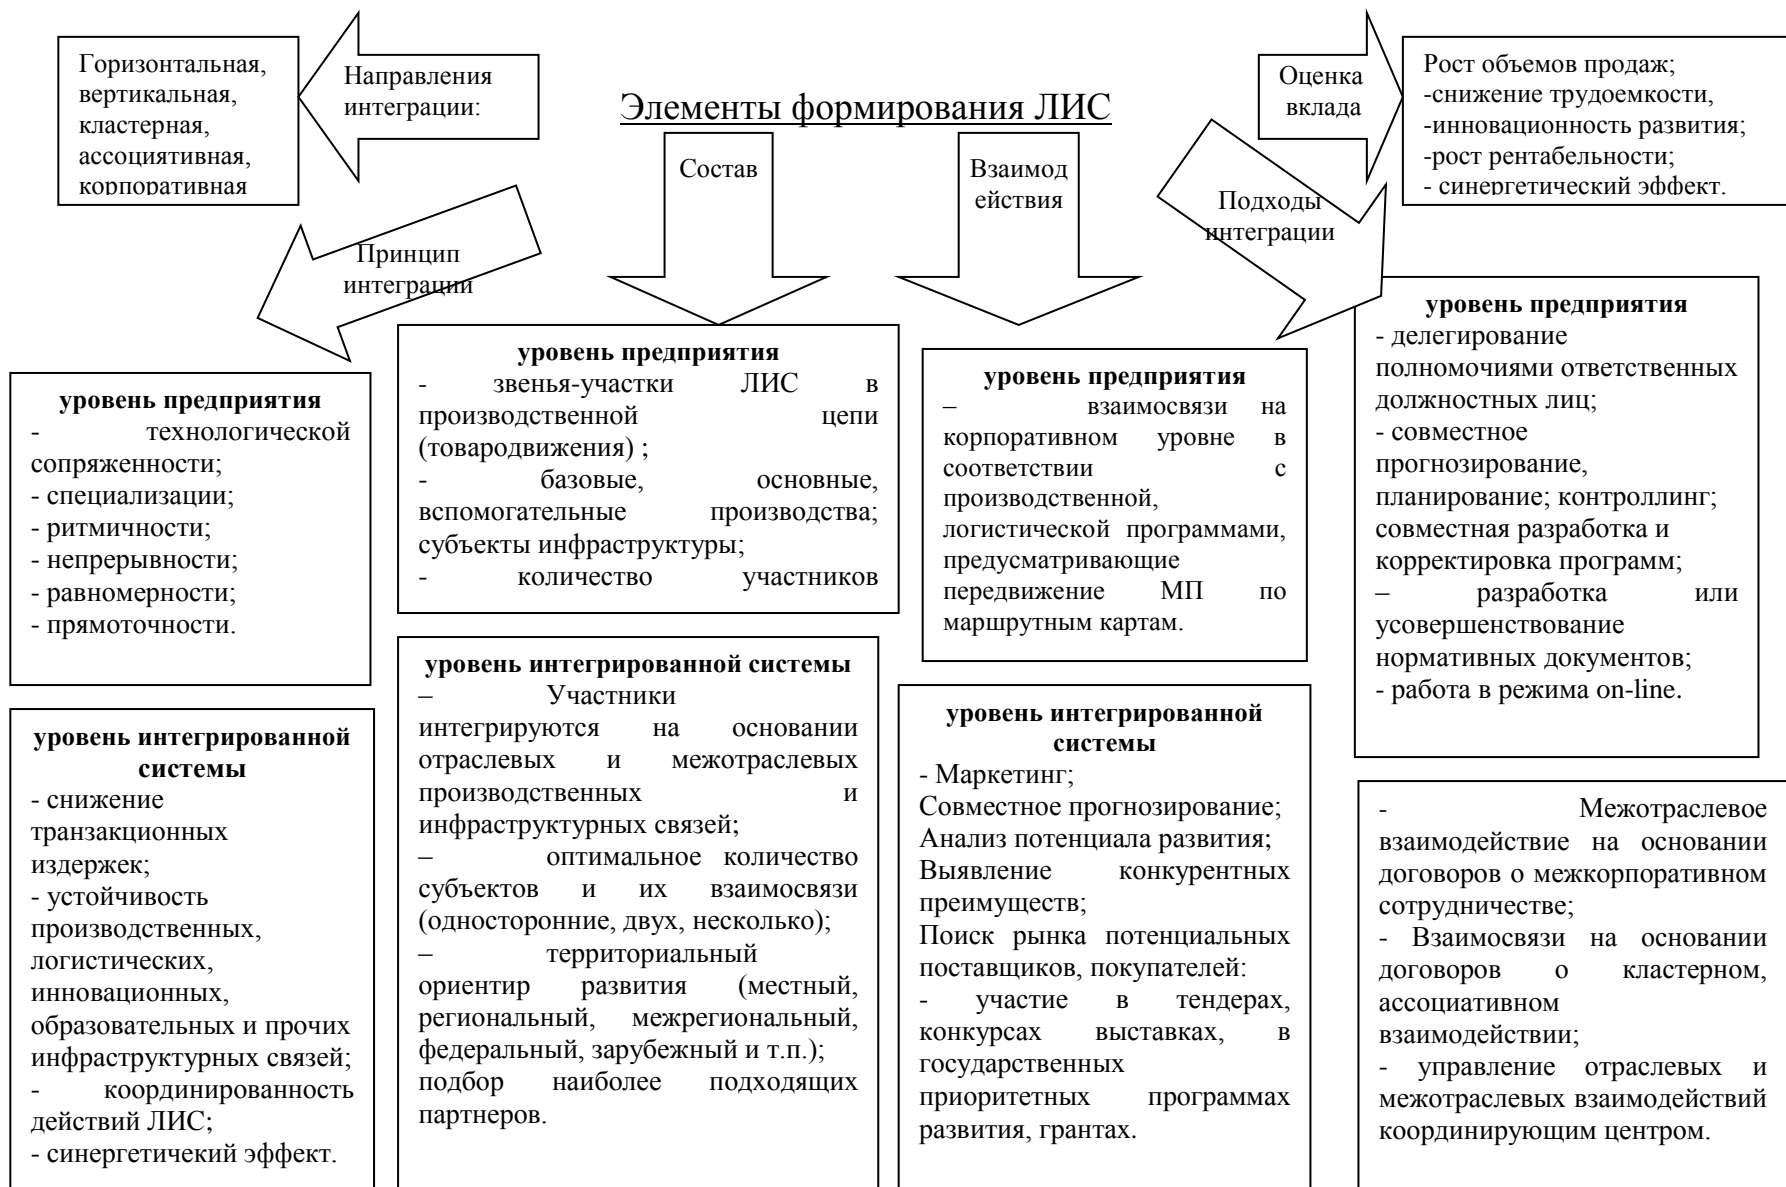 Горизонтальная,
вертикальная,
кластерная,
ассоциативная,
корпоративная
Направления
интеграции:
Элементы формирования ЛИС
Оценка
вклада
Рост объемов продаж;
-снижение трудоемкости,
-инновационность развития;
-рост рентабельности;
- синергетический эффект.
Принцип
интеграции
Состав
Взаимод
ействия
Подходы
интеграции
уровень предприятия
- технологической
сопряженности;
- специализации;
- ритмичности;
- непрерывности;
- равномерности;
- прямоточности.
уровень интегрированной
системы
- снижение
транзакционных
издержек;
- устойчивость
производственных,
логистических,
инновационных,
образовательных и прочих
инфраструктурных связей;
- координированность
действий ЛИС;
- синергетичекий эффект.
уровень предприятия
- звенья-участки ЛИС в
производственной цепи
(товародвижения) ;
- базовые, основные,
вспомогательные производства;
субъекты инфраструктуры;
- количество участников
уровень интегрированной системы
– Участники
интегрируются на основании
отраслевых и межотраслевых
производственных и
инфраструктурных связей;
– оптимальное количество
субъектов и их взаимосвязи
(односторонние, двух, несколько);
– территориальный
ориентир развития (местный,
региональный, межрегиональный,
федеральный, зарубежный и т.п.);
подбор наиболее подходящих
партнеров.
уровень предприятия
– взаимосвязи на
корпоративном уровне в
соответствии с
производственной,
логистической программами,
предусматривающие
передвижение МП по
маршрутным картам.
уровень интегрированной
системы
- Маркетинг;
Совместное прогнозирование;
Анализ потенциала развития;
Выявление конкурентных
преимуществ;
Поиск рынка потенциальных
поставщиков, покупателей:
- участие в тендерах,
конкурсах выставках, в
государственных
приоритетных программах
развития, грантах.
уровень предприятия
- делегирование
полномочиями ответственных
должностных лиц;
- совместное
прогнозирование,
планирование; контроллинг;
совместная разработка и
корректировка программ;
– разработка или
усовершенствование
нормативных документов;
- работа в режима on-line.
- Межотраслевое
взаимодействие на основании
договоров о межкорпоративном
сотрудничестве;
- Взаимосвязи на основании
договоров о кластерном,
ассоциативном
взаимодействии;
- управление отраслевых и
межотраслевых взаимодействий
координирующим центром.